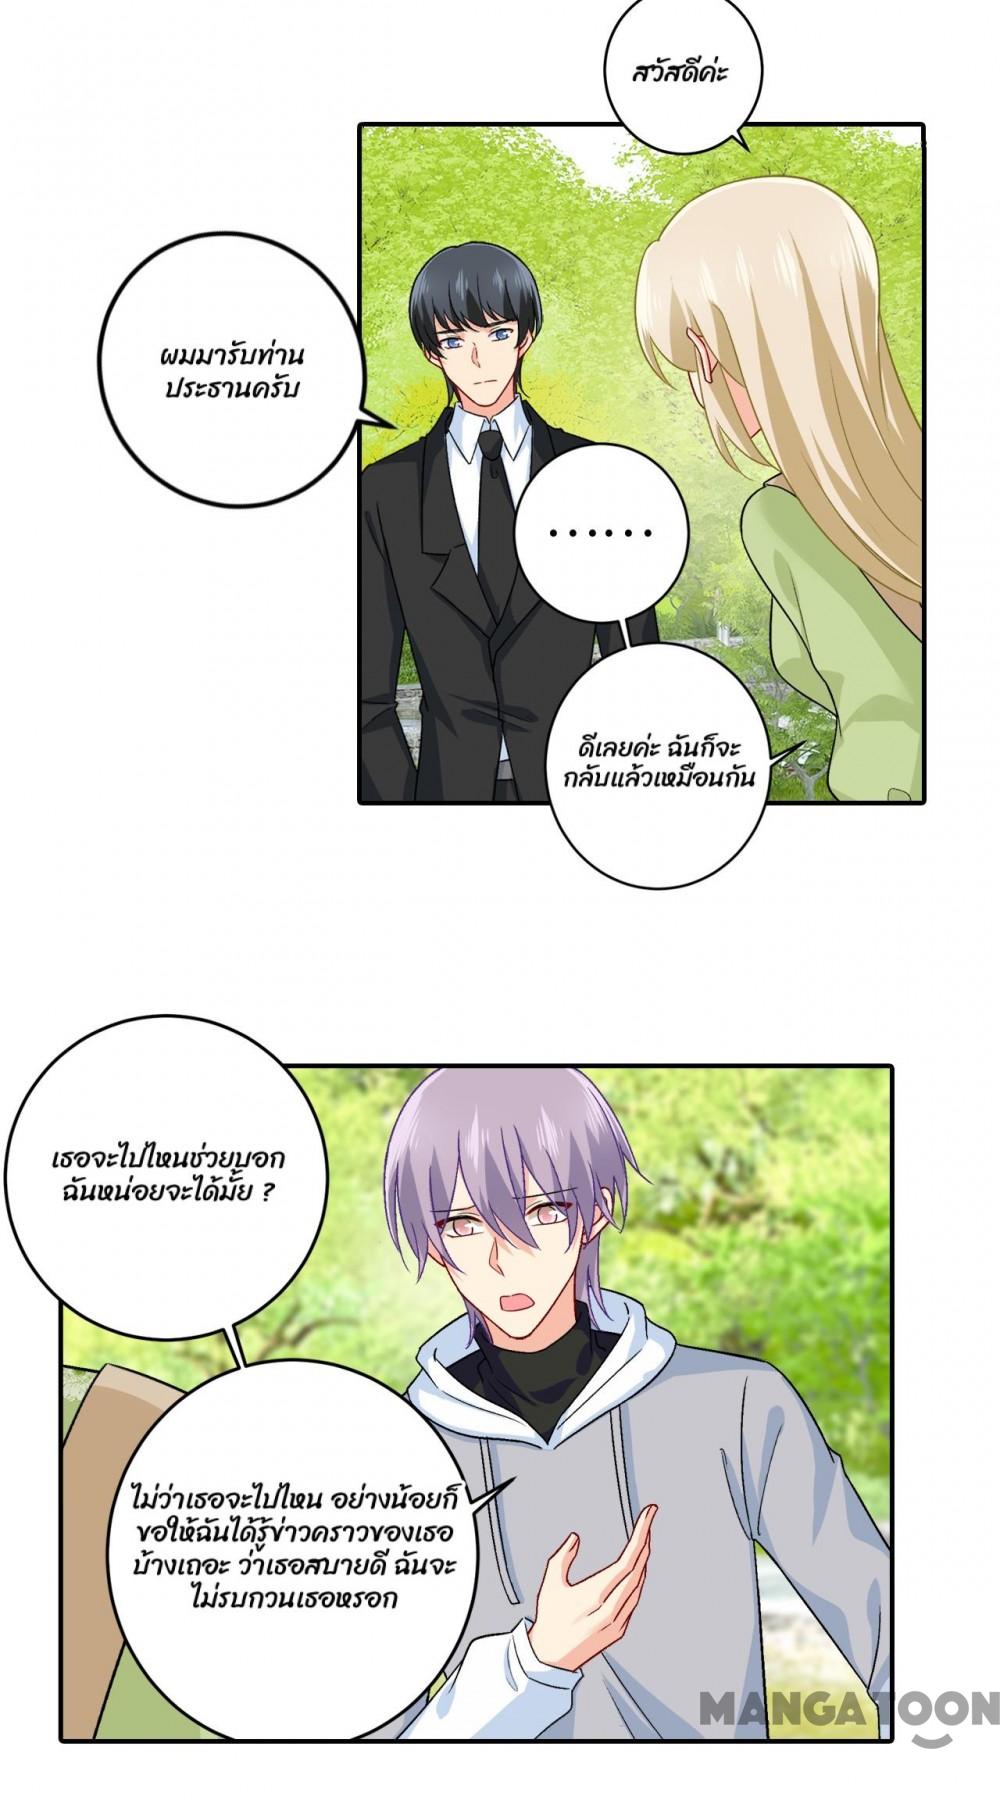 สวัสดีค่ะ
ผมมารับท่าน
ประธานครับ
......
ดีเลยค่ะ ฉันก็จะ
กลับแล้วเหมือนกัน
เธอจะไปไหนช่วยบอก
ฉันหน่อยจะได้มั้ย ?
ไม่ว่าเธอจะไปไหน อย่างน้อยก็
ขอให้ฉันได้รู้ข่าวคราวของเธอ
บ้างเถอะ ว่าเธอสบายดี ฉันจะ
ไม่รบกวนเธอหรอก
MANGATOON